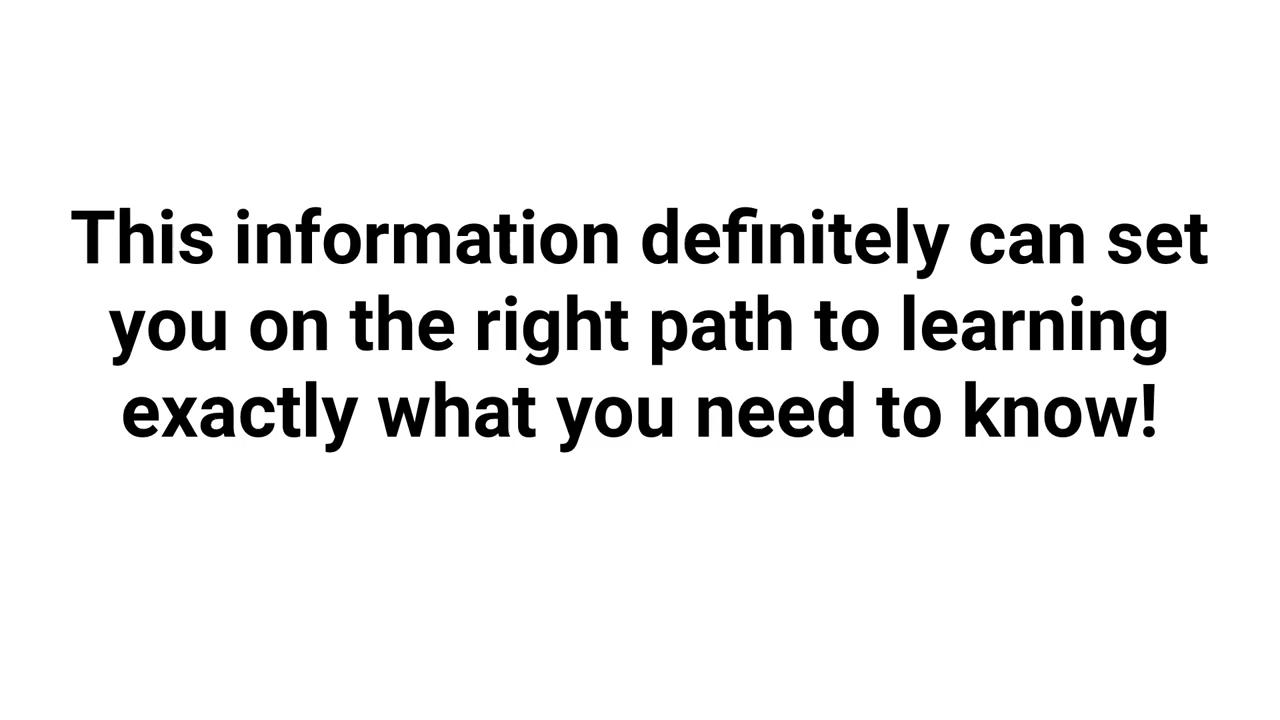 This information definitely can set
you on the right path to learning
exactly what you need to know!